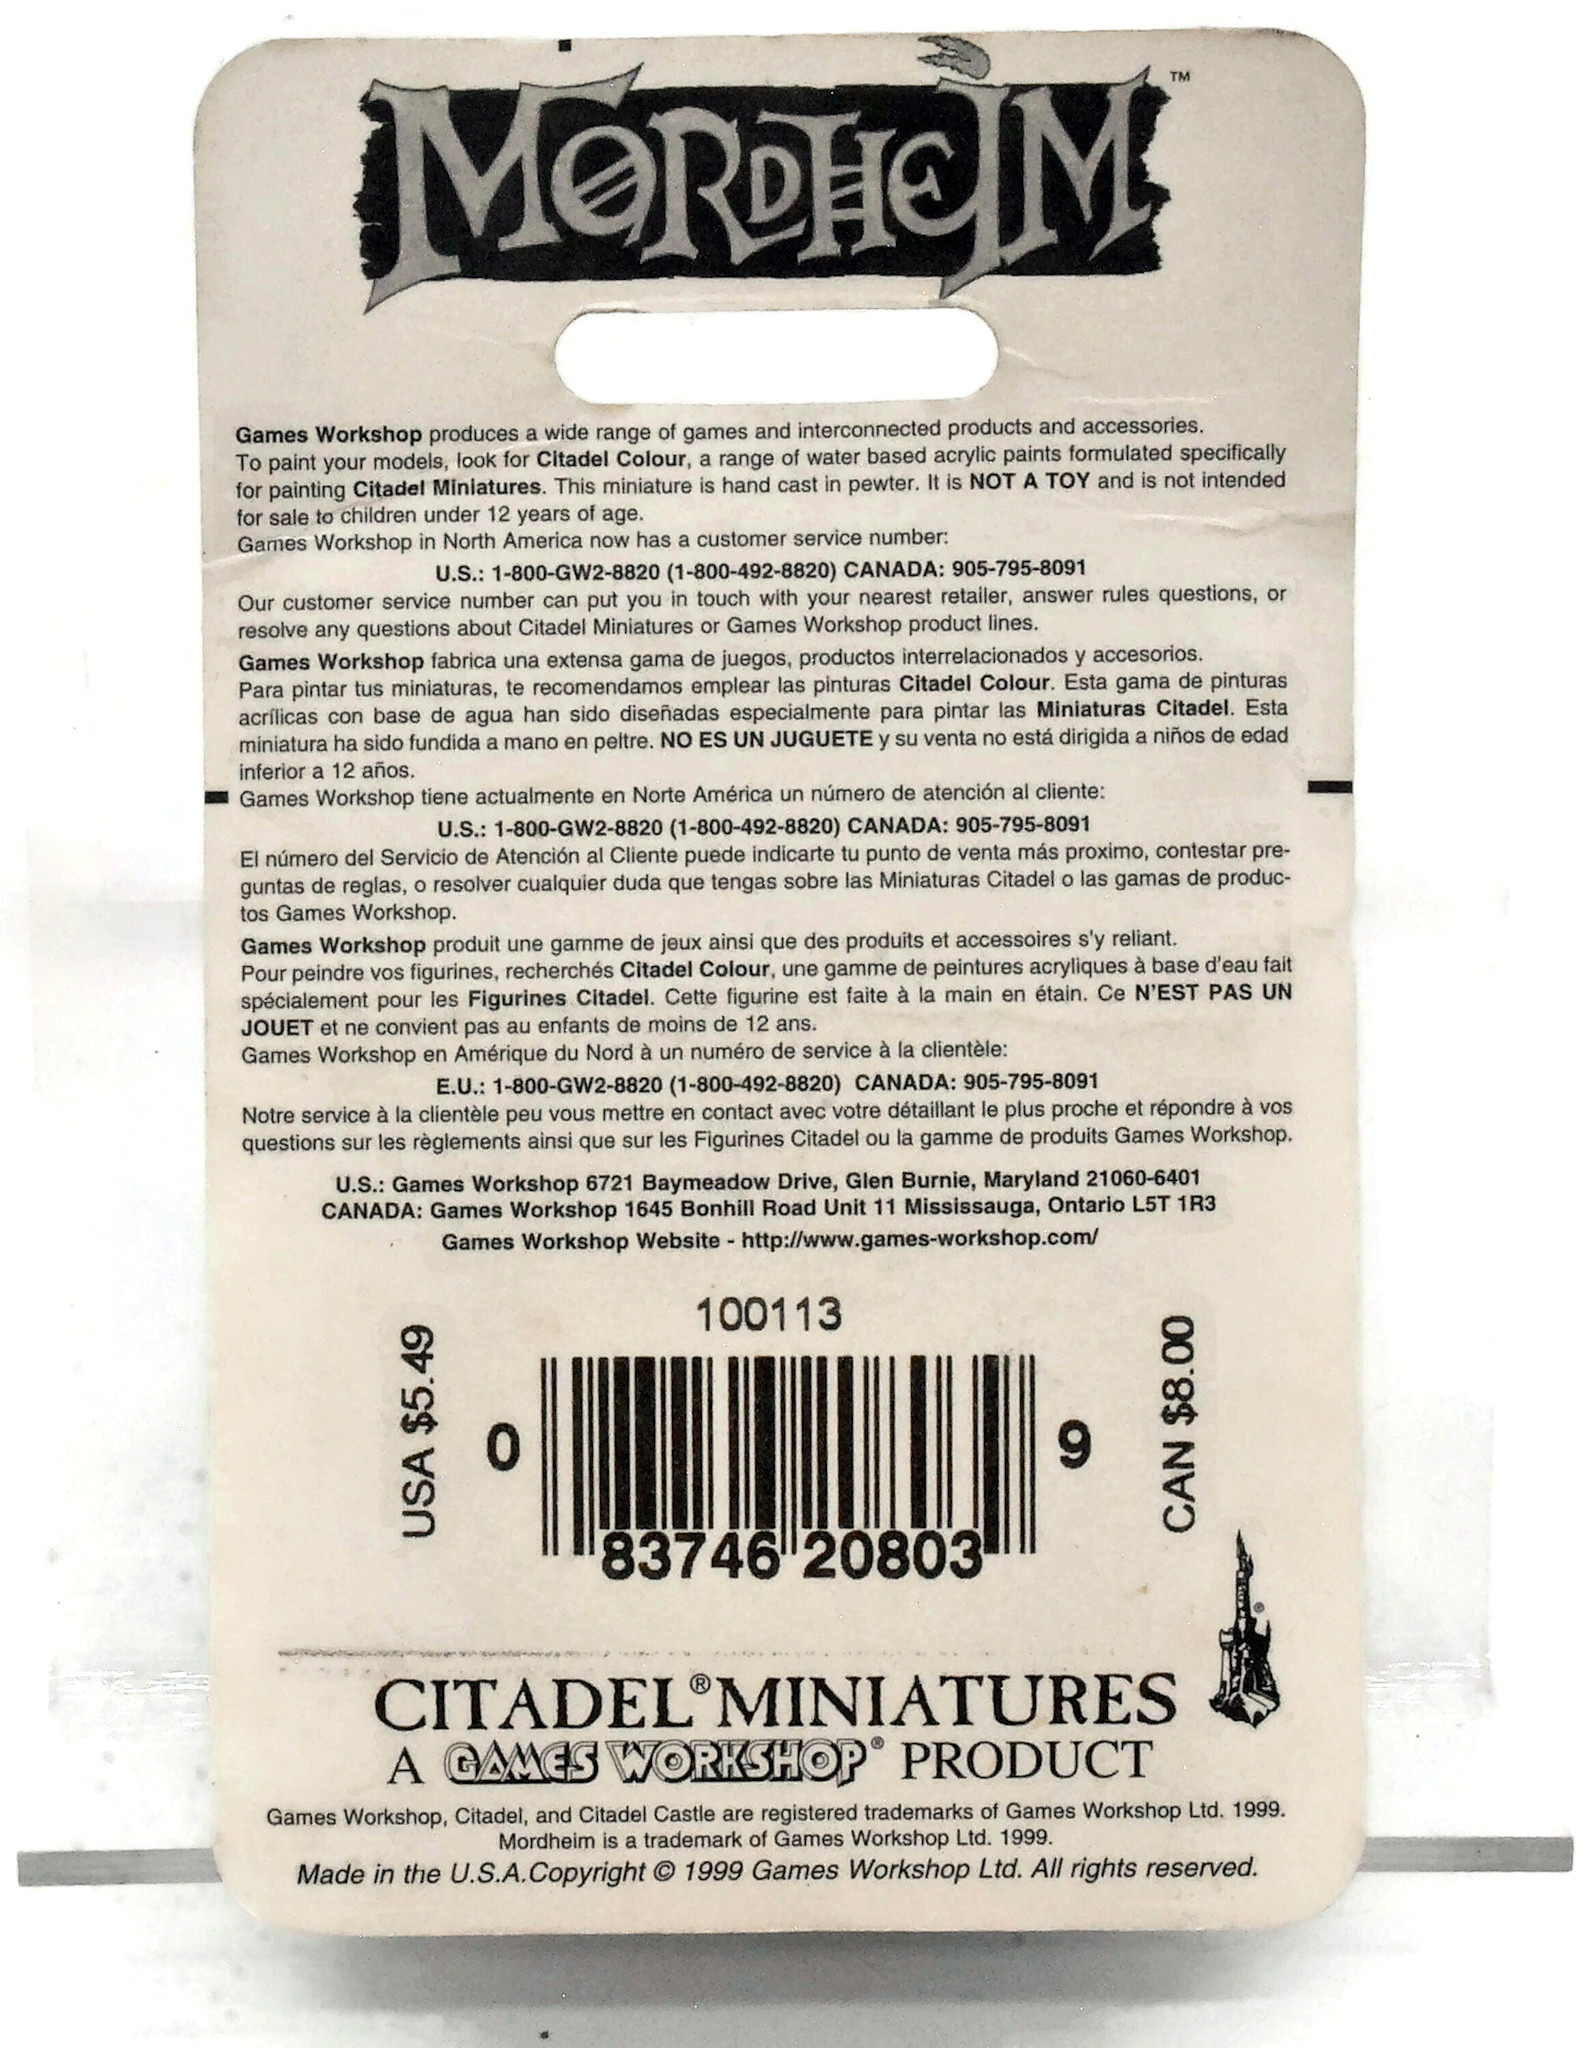 MORDHEIM™
Games Workshop produces a wide range of games and interconnected products and accessories.
To paint your models, look for Citadel Colour, a range of water based acrylic paints formulated specifically
for painting Citadel Miniatures. This miniature is hand cast in pewter. It is NOT A TOY and is not intended
for sale to children under 12 years of age.
Games Workshop in North America now has a customer service number:
U.S.: 1-800-GW2-8820 (1-800-492-8820) CANADA: 905-795-8091
Our customer service number can put you in touch with your nearest retailer, answer rules questions, or
resolve any questions about Citadel Miniatures or Games Workshop product lines.
Games Workshop fabrica una extensa gama de juegos, productos interrelacionados y accesorios.
Para pintar tus miniaturas, te recomendamos emplear las pinturas Citadel Colour. Esta gama de pinturas
acrílicas con base de agua han sido diseñadas especialmente para pintar las Miniaturas Citadel. Esta
miniatura ha sido fundida a mano en peltre. NO ES UN JUGUETE y su venta no está dirigida a niños de edad
inferior a 12 años.
Games Workshop tiene actualmente en Norte América un número de atención al cliente:
U.S.: 1-800-GW2-8820 (1-800-492-8820) CANADA: 905-795-8091
El número del Servicio de Atención al Cliente puede indicarte tu punto de venta más proximo, contestar pre-
guntas de reglas, o resolver cualquier duda que tengas sobre las Miniaturas Citadel o las gamas de produc-
tos Games Workshop.
Games Workshop produit une gamme de jeux ainsi que des produits et accessoires s'y reliant.
Pour peindre vos figurines, recherchés Citadel Colour, une gamme de peintures acryliques à base d'eau fait
spécialement pour les Figurines Citadel. Cette figurine est faite à la main en étain. Ce N'EST PAS UN
JOUET et ne convient pas au enfants de moins de 12 ans.
Games Workshop en Amérique du Nord à un numéro de service à la clientèle:
E.U.: 1-800-GW2-8820 (1-800-492-8820) CANADA: 905-795-8091
Notre service à la clientèle peu vous mettre en contact avec votre détaillant le plus proche et répondre à vos
questions sur les règlements ainsi que sur les Figurines Citadel ou la gamme de produits Games Workshop.
U.S.: Games Workshop 6721 Baymeadow Drive, Glen Burnie, Maryland 21060-6401
CANADA: Games Workshop 1645 Bonhill Road Unit 11 Mississauga, Ontario L5T 1R3
Games Workshop Website - http://www.games-workshop.com/
100113
USA $5.49
0 83746 20803 9
CAN $8.00
®
CITADEL® MINIATURES
A GAMES WORKSHOP® PRODUCT
Games Workshop, Citadel, and Citadel Castle are registered trademarks of Games Workshop Ltd. 1999.
Mordheim is a trademark of Games Workshop Ltd. 1999.
Made in the U.S.A.Copyright © 1999 Games Workshop Ltd. All rights reserved.